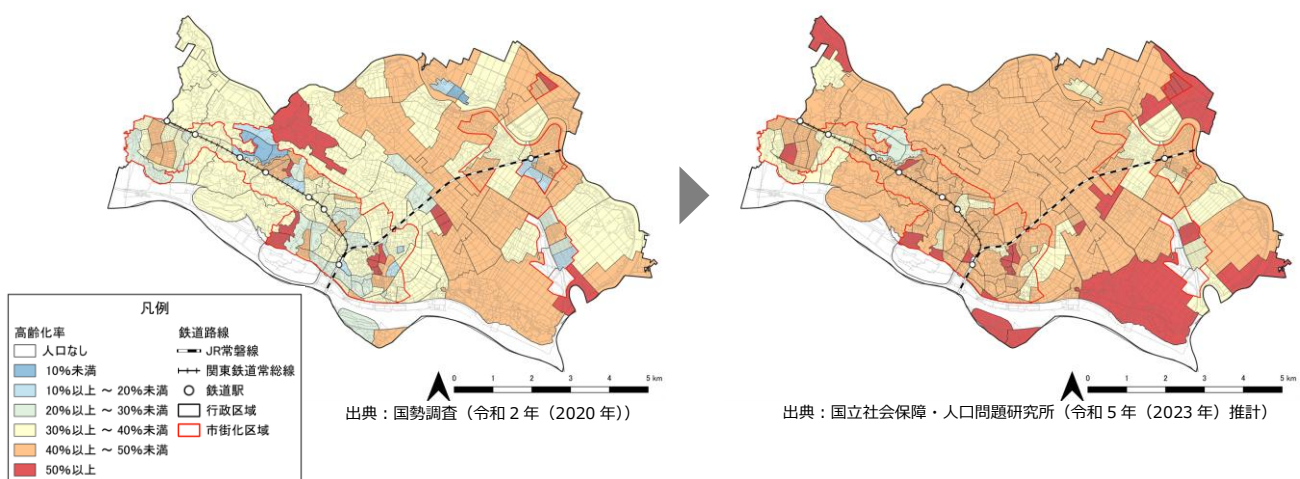 凡例
高齢化率
人口なし
10%未満
10%以上 ～ 20%未満
20%以上 ～ 30%未満
30%以上 ～ 40%未満
40%以上 ～ 50%未満
50%以上
鉄道路線
JR常磐線
関東鉄道常総線
鉄道駅
行政区域
市街化区域
0 1 2 3 4 5 km
出典：国勢調査（令和２年（2020 年））
0 1 2 3 4 5 km
出典：国立社会保障・人口問題研究所（令和５年（2023 年）推計）